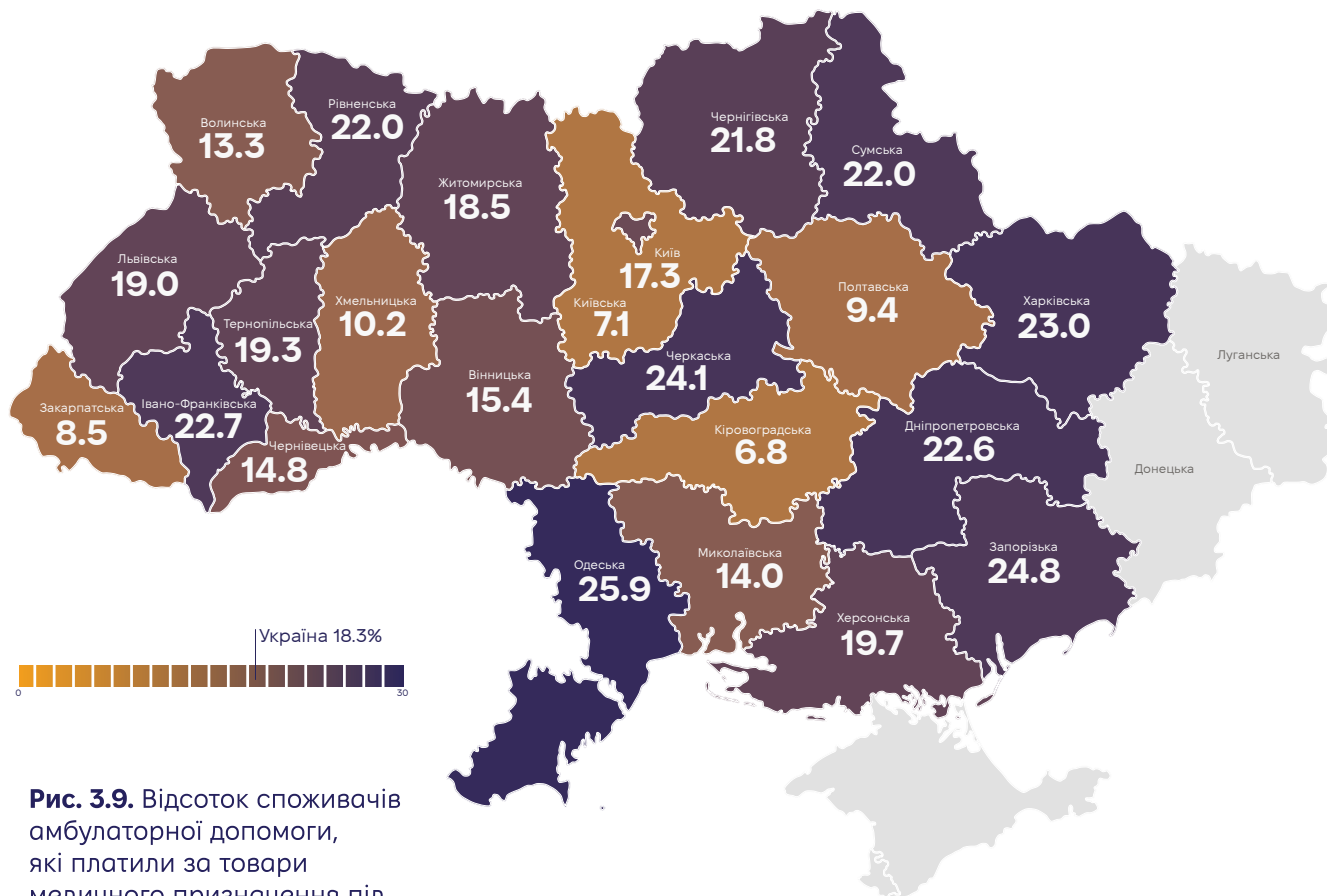 Волинська
13.3
Рівненська
22.0
Житомирська
18.5
Чернігівська
21.8
Сумська
22.0
Львівська
19.0
Тернопільська
19.3
Хмельницька
10.2
Київ
17.3
Київська
7.1
Полтавська
9.4
Харківська
23.0
Луганська
Закарпатська
8.5
Івано-Франківська
22.7
Чернівецька
14.8
Вінницька
15.4
Черкаська
24.1
Кіровоградська
6.8
Дніпропетровська
22.6
Донецька
Одеська
25.9
Миколаївська
14.0
Запорізька
24.8
Херсонська
19.7
Україна 18.3%
0
30
Рис. 3.9. Відсоток споживачів
амбулаторної допомоги,
які платили за товари
медичного призначення під